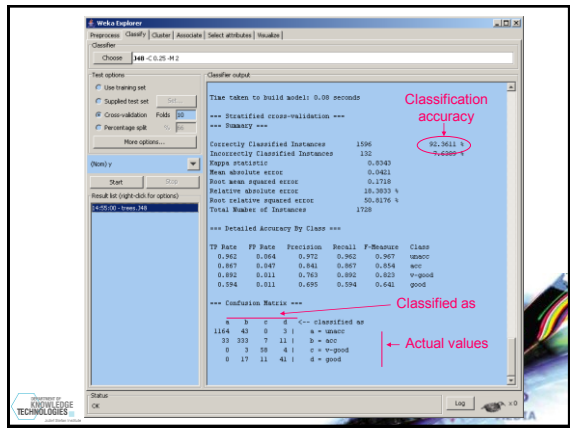 Weka Explorer
Preprocess Classify Cluster Associate Select attributes Visualize
Classifier
Choose J48 -C 0.25 -M 2
Test options
Use training set
Supplied test set Set...
Cross-validation Folds 10
Percentage split % 66
More options...
(Nom) y
Start Stop
Result list (right-click for options)
14:55:00 - trees.J48
Classifier output
Time taken to build model: 0.08 seconds
=== Stratified cross-validation ===
=== Summary ===
Correctly Classified Instances 1596 92.3611 %
Incorrectly Classified Instances 132 7.6389 %
Kappa statistic 0.8343
Mean absolute error 0.0421
Root mean squared error 0.1718
Relative absolute error 18.3833 %
Root relative squared error 50.8176 %
Total Number of Instances 1728
=== Detailed Accuracy By Class ===
TP Rate FP Rate Precision Recall F-Measure Class
0.962 0.064 0.972 0.962 0.967 unacc
0.867 0.047 0.841 0.867 0.854 acc
0.892 0.011 0.763 0.892 0.823 v-good
0.594 0.011 0.695 0.594 0.641 good
=== Confusion Matrix ===
a b c d <-- classified as
1164 43 0 3 | a = unacc
33 333 7 11 | b = acc
0 3 58 4 | c = v-good
0 17 11 41 | d = good
Classification
accuracy
Classified as
Actual values
Status
OK
Log
x 0
DEPARTMENT OF
KNOWLEDGE
TECHNOLOGIES